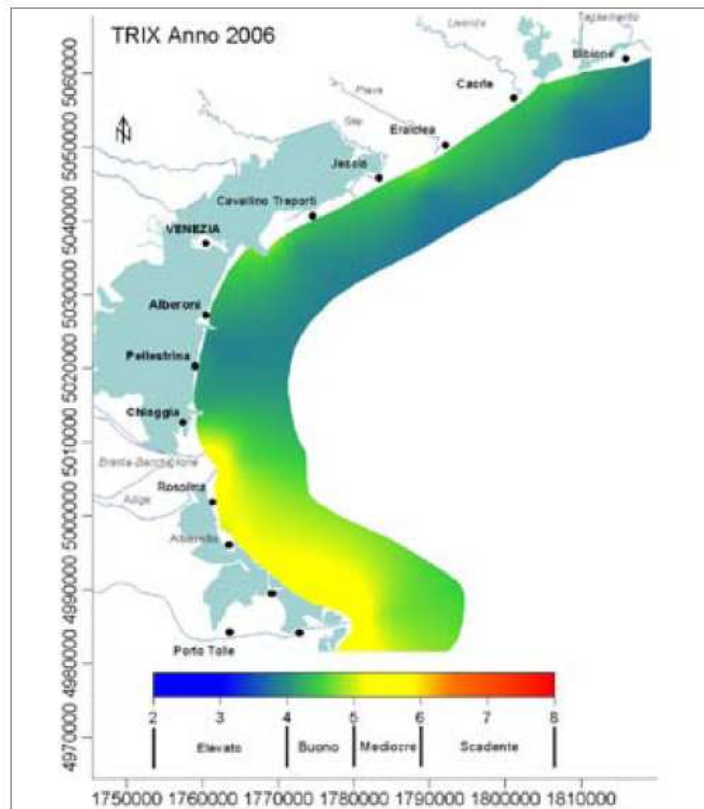 TRIX Anno 2006
Livenza
Tagliamento
Bibione
Caorle
Piave
Sile
Eraclea
Jesolo
Cavallino Treporti
VENEZIA
Alberoni
Pellestrina
Chioggia
Brenta-Bacchiglione
Rosolina
Adige
Albarella
Porto Tolle
N
5060000
5050000
5040000
5030000
5020000
5010000
5000000
4990000
4980000
4970000
2 3 4 5 6 7 8
Elevato Buono Mediocre Scadente
1750000 1760000 1770000 1780000 1790000 1800000 1810000